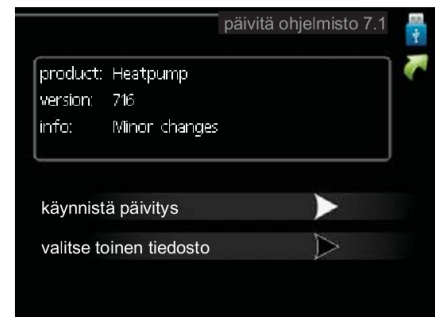 päivitä ohjelmisto 7.1
product: Heatpump
version: 716
info: Minor changes
käynnistä päivitys
valitse toinen tiedosto